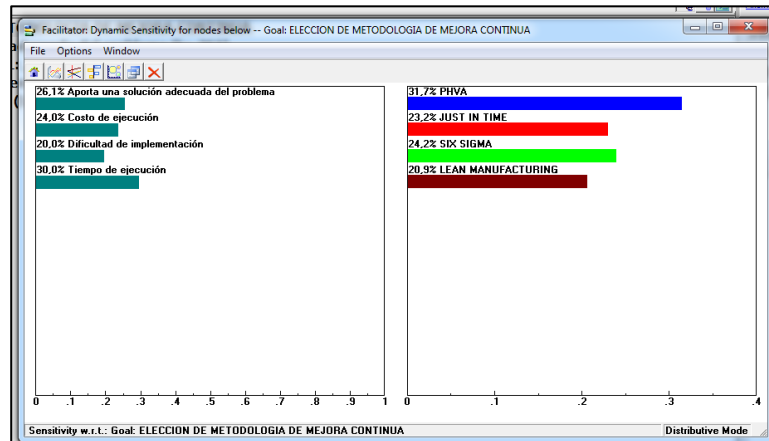 Facilitator: Dynamic Sensitivity for nodes below -- Goal: ELECCION DE METODOLOGIA DE MEJORA CONTINUA
File Options Window
26,1% Aporta una solución adecuada del problema
24,0% Costo de ejecución
20,0% Dificultad de implementación
30,0% Tiempo de ejecución
0 .1 .2 .3 .4 .5 .6 .7 .8 .9 1
31,7% PHVA
23,2% JUST IN TIME
24,2% SIX SIGMA
20,9% LEAN MANUFACTURING
0 .1 .2 .3 .4
Sensitivity w.r.t.: Goal: ELECCION DE METODOLOGIA DE MEJORA CONTINUA
Distributive Mode